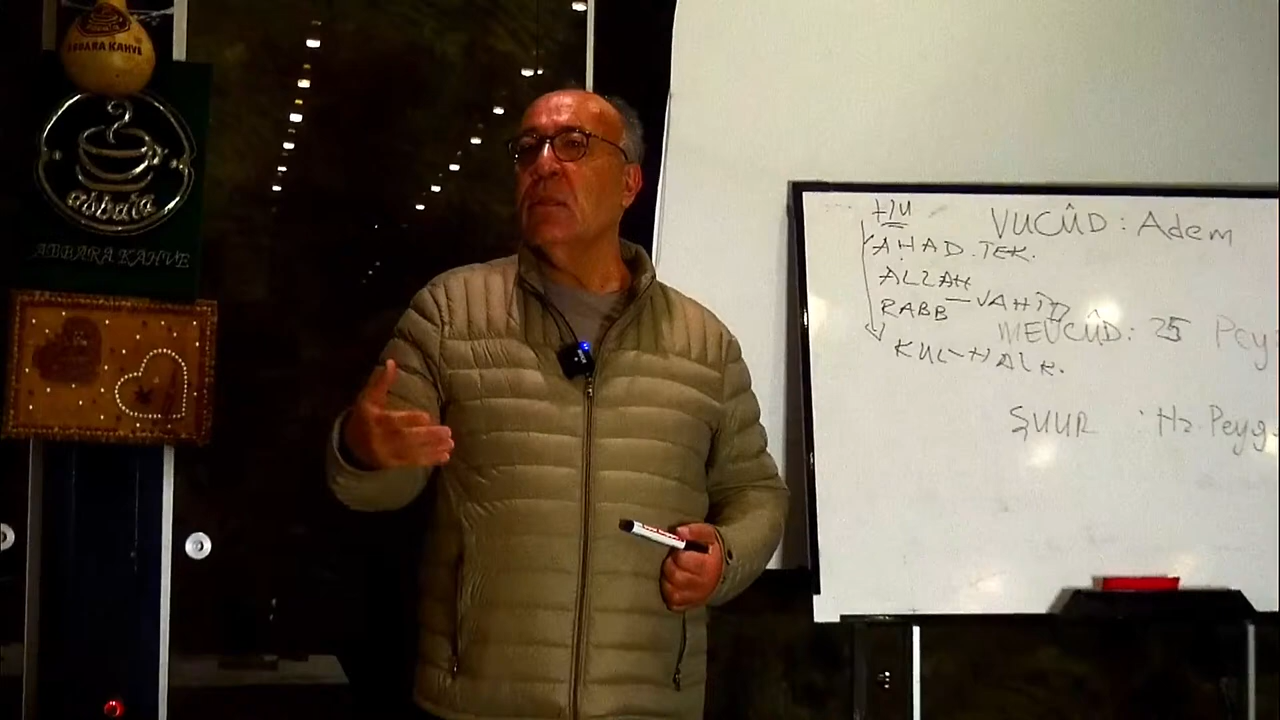 ABBARA KAHVE
abbara
ABBARA KAHVE
HU
AHAD.TEK.
ALLAH
RABB — VAHİD
KUL-HALK.
VUCÛD : Adem
MEVCÛD : 25 Pey
ŞUUR : Hz. Peyg